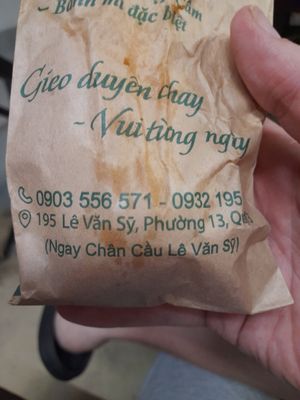 - Bánh mì đặc biệt
Gieo duyên chay
- Vui từng ngày
0903 556 571 - 0932 195
195 Lê Văn Sỹ, Phường 13, Qu
(Ngay Chân Cầu Lê Văn Sỹ)